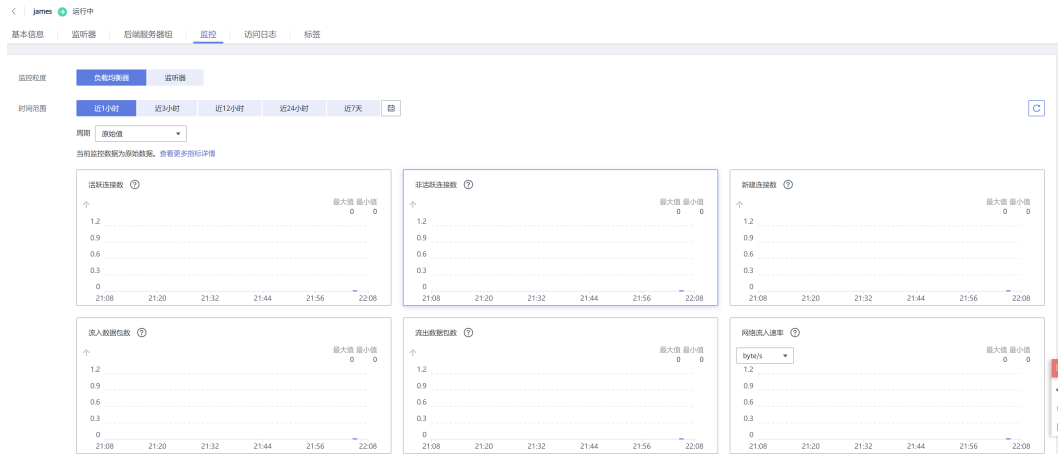 james 运行中
基本信息 监听器 后端服务器组 监控 访问日志 标签
监控粒度 负载均衡器 监听器
时间范围 近1小时 近3小时 近12小时 近24小时 近7天
周期 原始值
当前监控数据为原始数据。查看更多指标详情
活跃连接数 非活跃连接数 新建连接数
个 最大值 最小值 个 最大值 最小值 个 最大值 最小值
0 0 0 0 0 0
1.2 1.2 1.2
0.9 0.9 0.9
0.6 0.6 0.6
0.3 0.3 0.3
0 0 0
21:08 21:20 21:32 21:44 21:56 22:08 21:08 21:20 21:32 21:44 21:56 22:08 21:08 21:20 21:32 21:44 21:56 22:08
流入数据包数 流出数据包数 网络流入速率
个 最大值 最小值 个 最大值 最小值 byte/s 最大值 最小值
0 0 0 0 0 0
1.2 1.2 1.2
0.9 0.9 0.9
0.6 0.6 0.6
0.3 0.3 0.3
0 0 0
21:08 21:20 21:32 21:44 21:56 22:08 21:08 21:20 21:32 21:44 21:56 22:08 21:08 21:20 21:32 21:44 21:56 22:08